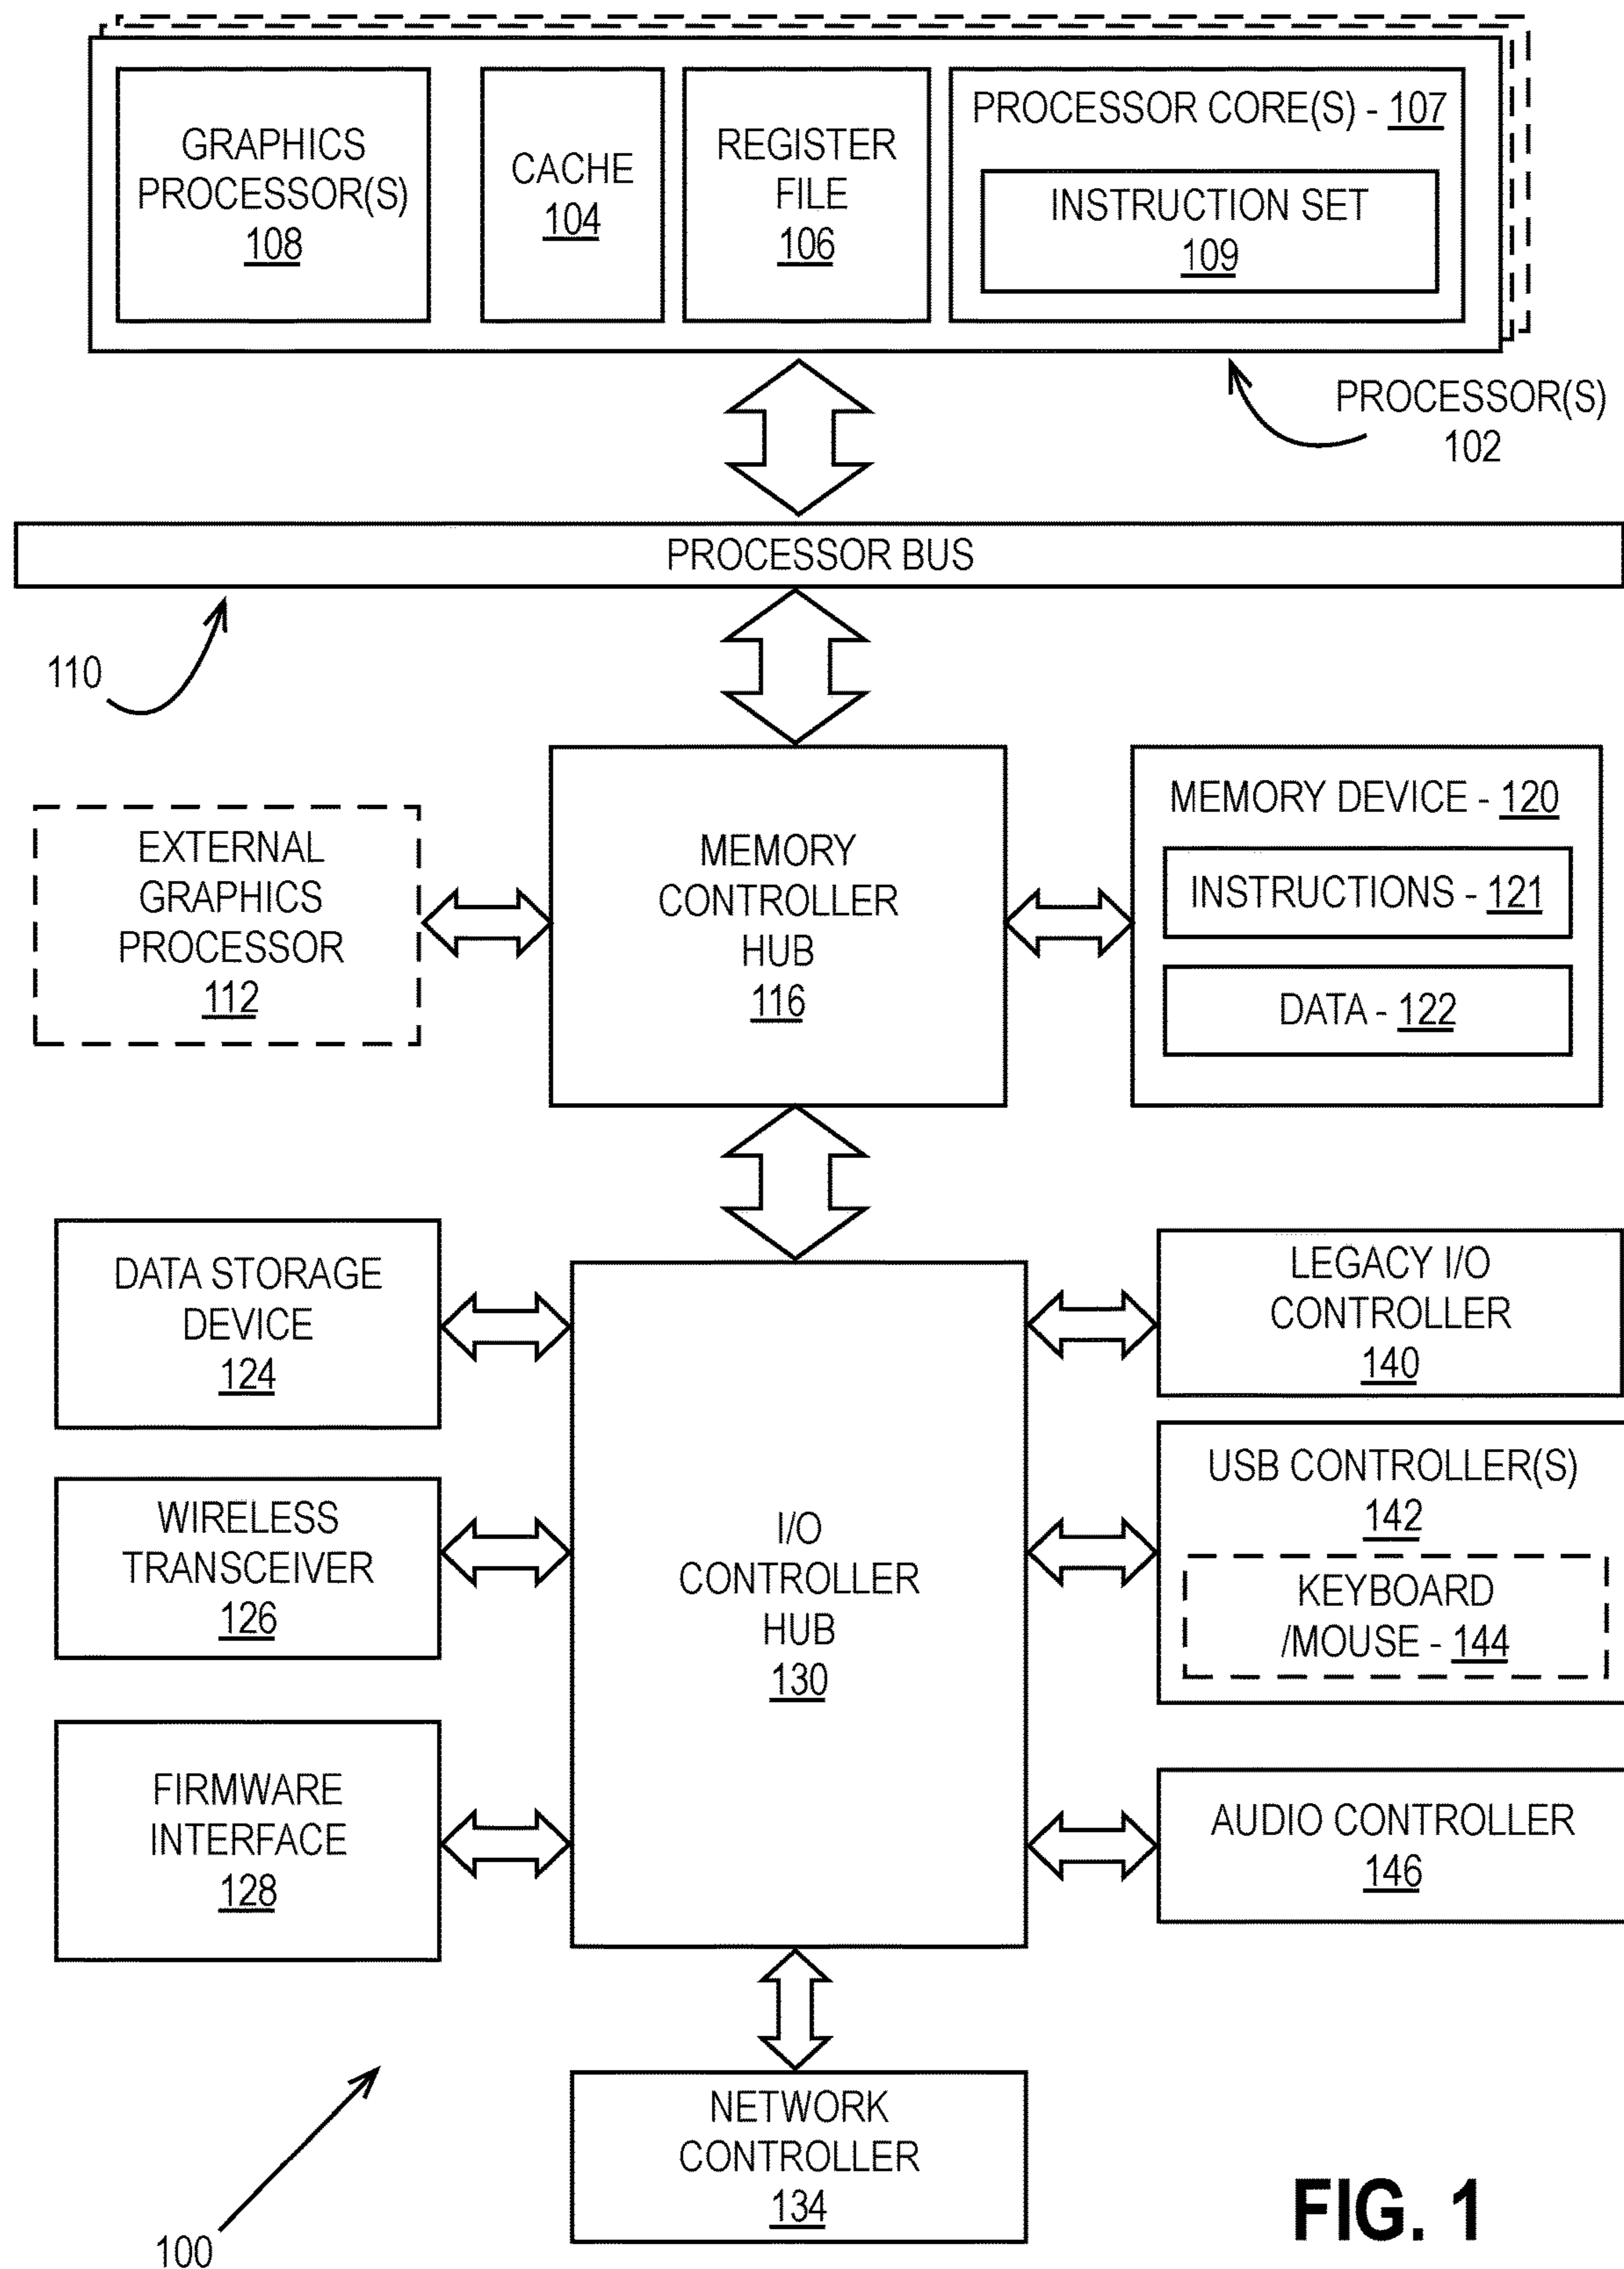 GRAPHICS
PROCESSOR(S)
108
CACHE
104
REGISTER
FILE
106
PROCESSOR CORE(S) - 107
INSTRUCTION SET
109
PROCESSOR(S)
102
PROCESSOR BUS
110
EXTERNAL
GRAPHICS
PROCESSOR
112
MEMORY
CONTROLLER
HUB
116
MEMORY DEVICE - 120
INSTRUCTIONS - 121
DATA - 122
DATA STORAGE
DEVICE
124
WIRELESS
TRANSCEIVER
126
FIRMWARE
INTERFACE
128
I/O
CONTROLLER
HUB
130
LEGACY I/O
CONTROLLER
140
USB CONTROLLER(S)
142
KEYBOARD
/MOUSE - 144
AUDIO CONTROLLER
146
NETWORK
CONTROLLER
134
100
FIG. 1